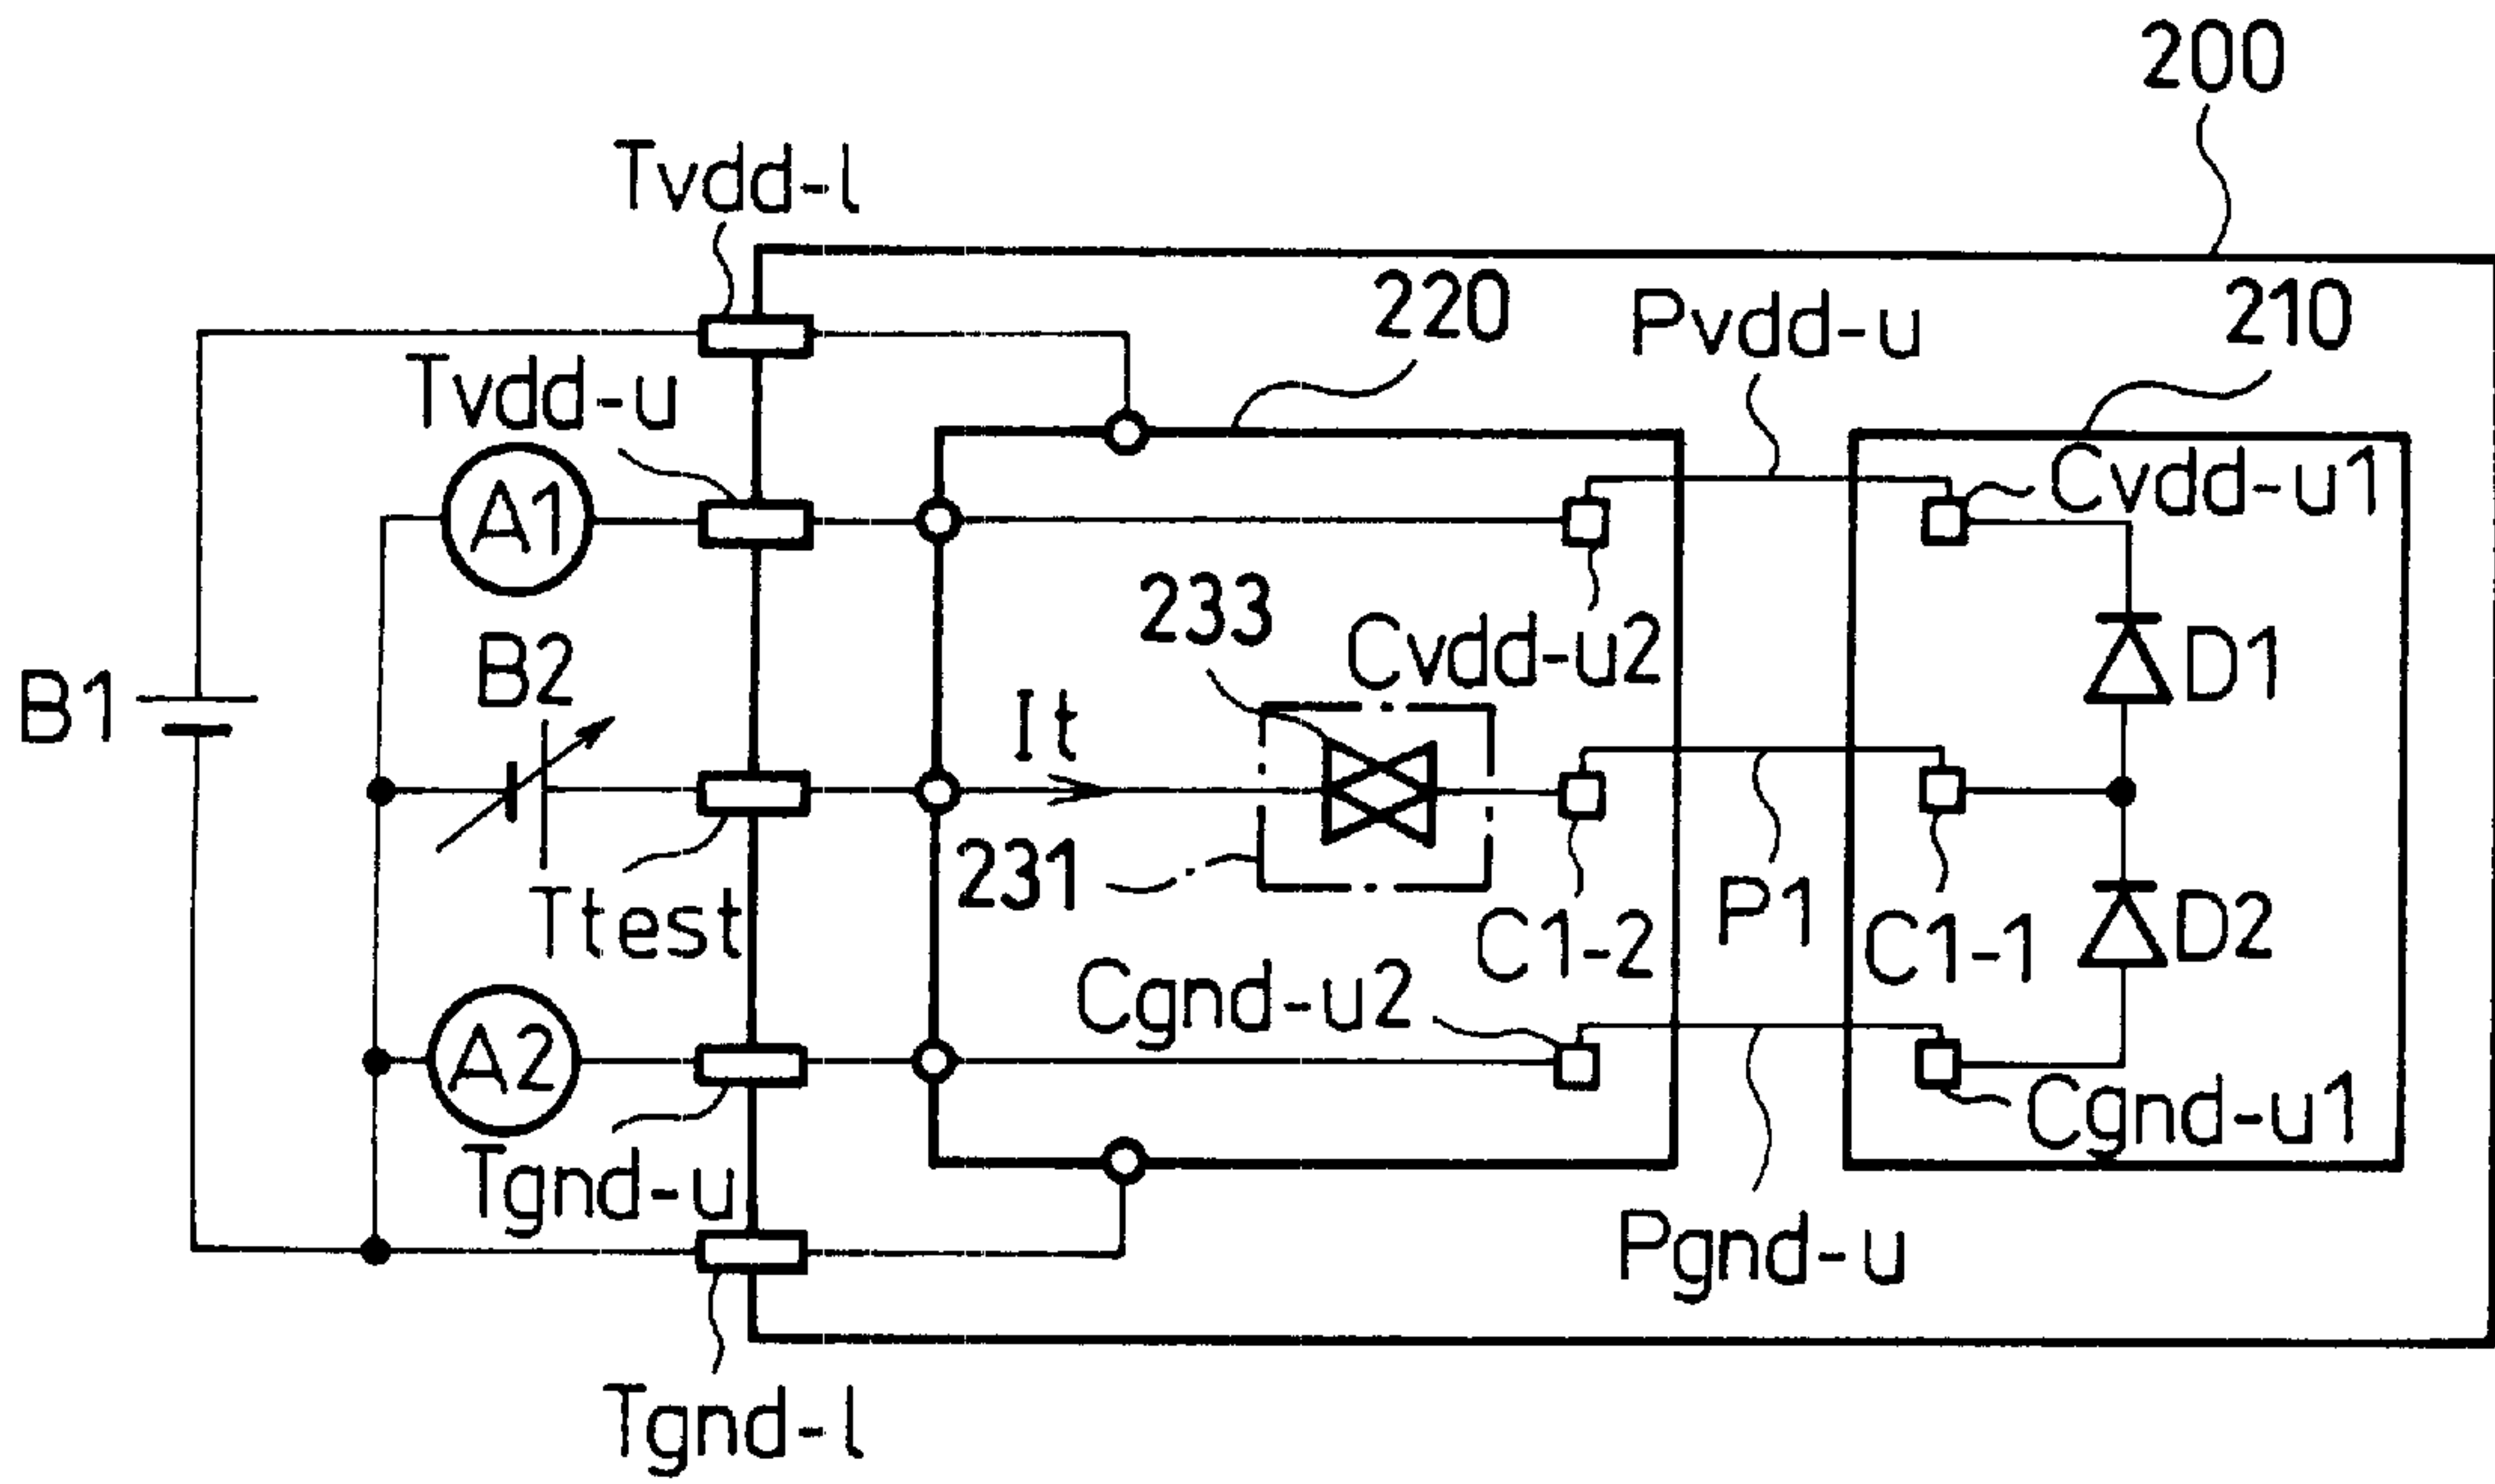 200
Tvdd-l
220
Pvdd-u
210
Tvdd-u
Cvdd-u1
A1
233
Cvdd-u2
D1
B2
B1
It
231
Ttest
C1-2
P1
C1-1
D2
Cgnd-u2
A2
Cgnd-u1
Tgnd-u
Pgnd-u
Tgnd-l